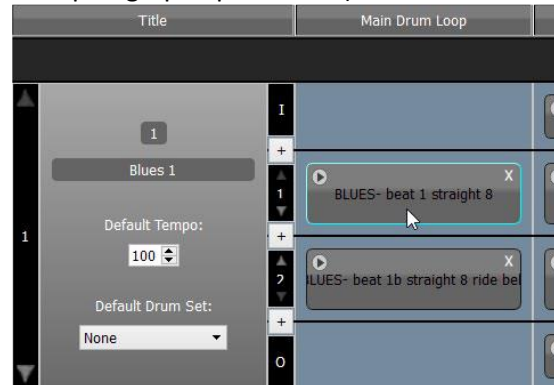 Title
Main Drum Loop
I
1
+
Blues 1
X
BLUES- beat 1 straight 8
1
Default Tempo:
1
+
100
X
2
LUES- beat 1b straight 8 ride bel
Default Drum Set:
+
None
O